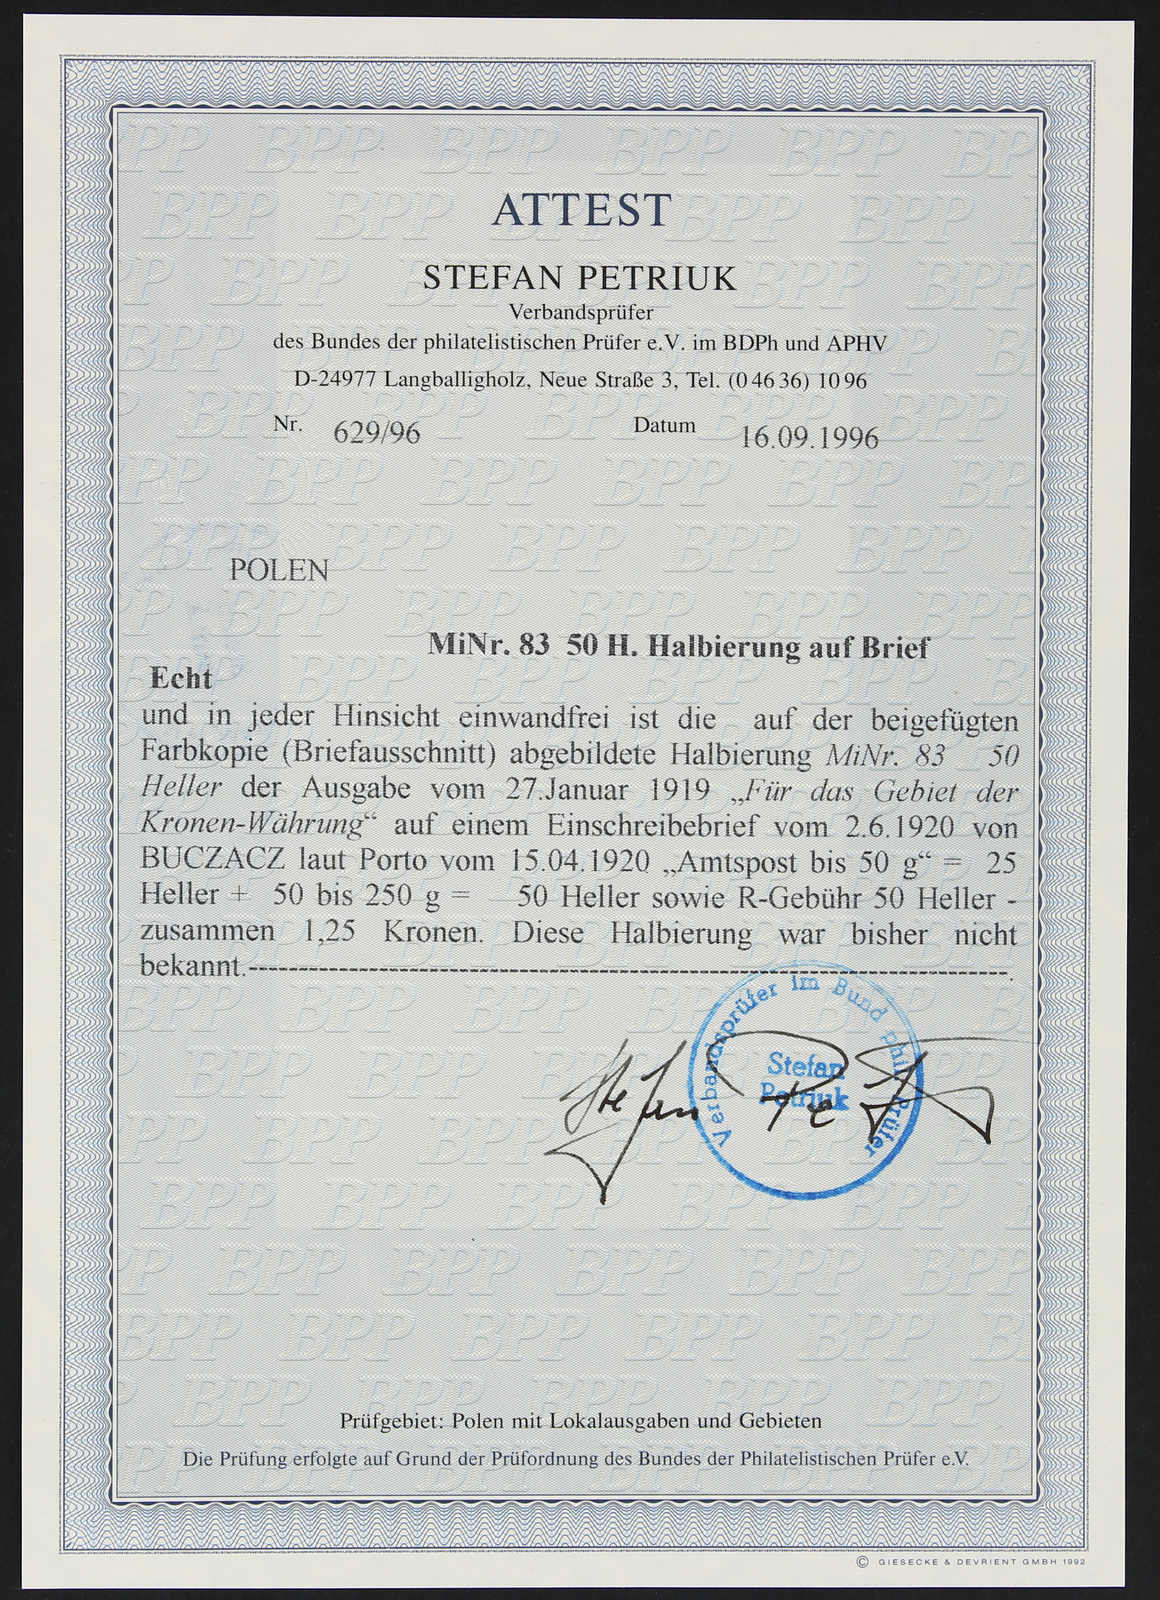 ATTEST
STEFAN PETRIUK
Verbandsprüfer
des Bundes der philatelistischen Prüfer e.V. im BDPh und APHV
D-24977 Langballigholz, Neue Straße 3, Tel. (0 46 36) 10 96
Nr. 629/96 Datum 16.09.1996
POLEN
MiNr. 83 50 H. Halbierung auf Brief
Echt
und in jeder Hinsicht einwandfrei ist die auf der beigefügten
Farbkopie (Briefausschnitt) abgebildete Halbierung MiNr. 83 50
Heller der Ausgabe vom 27.Januar 1919 „Für das Gebiet der
Kronen-Währung“ auf einem Einschreibebrief vom 2.6.1920 von
BUCZACZ laut Porto vom 15.04.1920 „Amtspost bis 50 g“ = 25
Heller + 50 bis 250 g = 50 Heller sowie R-Gebühr 50 Heller -
zusammen 1,25 Kronen. Diese Halbierung war bisher nicht
bekannt.--------------------------------------------------------------------------.
Verbandsprüfer im Bund phil. Prüfer
Stefan
Petriuk
Prüfgebiet: Polen mit Lokalausgaben und Gebieten
Die Prüfung erfolgte auf Grund der Prüfordnung des Bundes der Philatelistischen Prüfer e.V.
© GIESECKE & DEVRIENT GMBH 1992